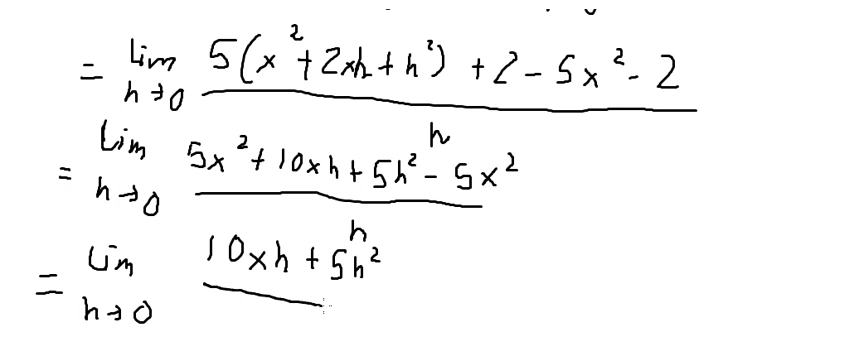 = lim h→0 5(x²+2xh+h²)+2-5x²-2 / h
= lim h→0 5x²+10xh+5h²-5x² / h
= lim h→0 10xh+5h²